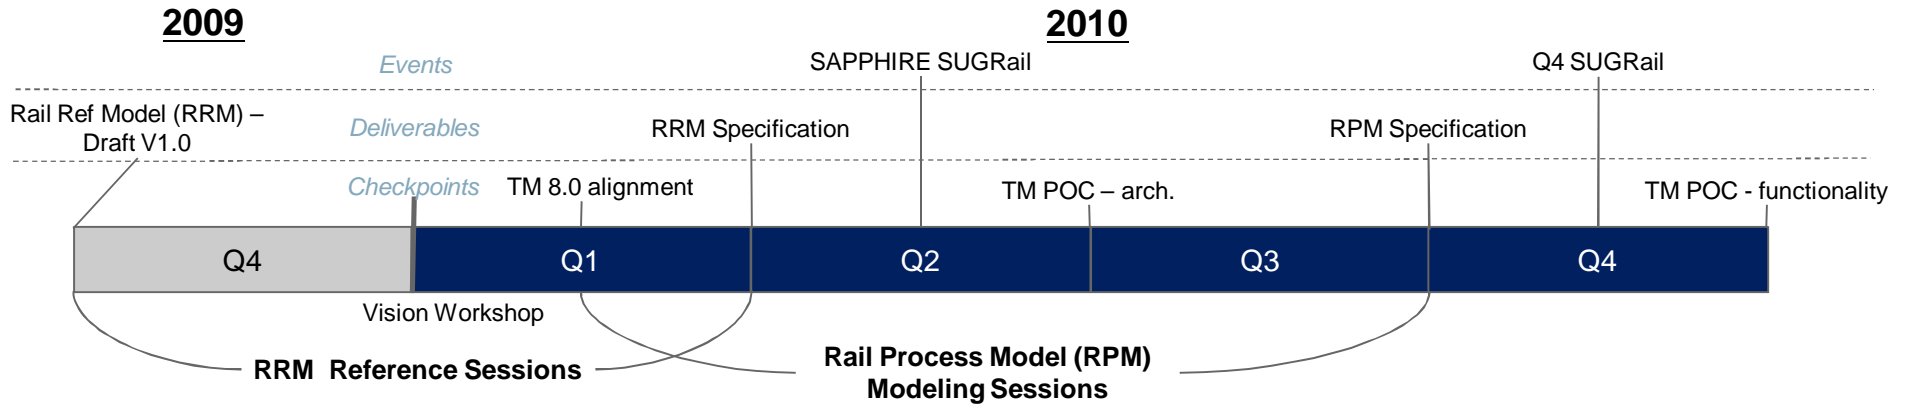 2009
2010
Events
SAPPHIRE SUGRail
Q4 SUGRail
Rail Ref Model (RRM) –
Draft V1.0
Deliverables
RRM Specification
RPM Specification
Checkpoints
TM 8.0 alignment
TM POC – arch.
TM POC - functionality
Q4
Q1
Q2
Q3
Q4
Vision Workshop
RRM Reference Sessions
Rail Process Model (RPM)
Modeling Sessions